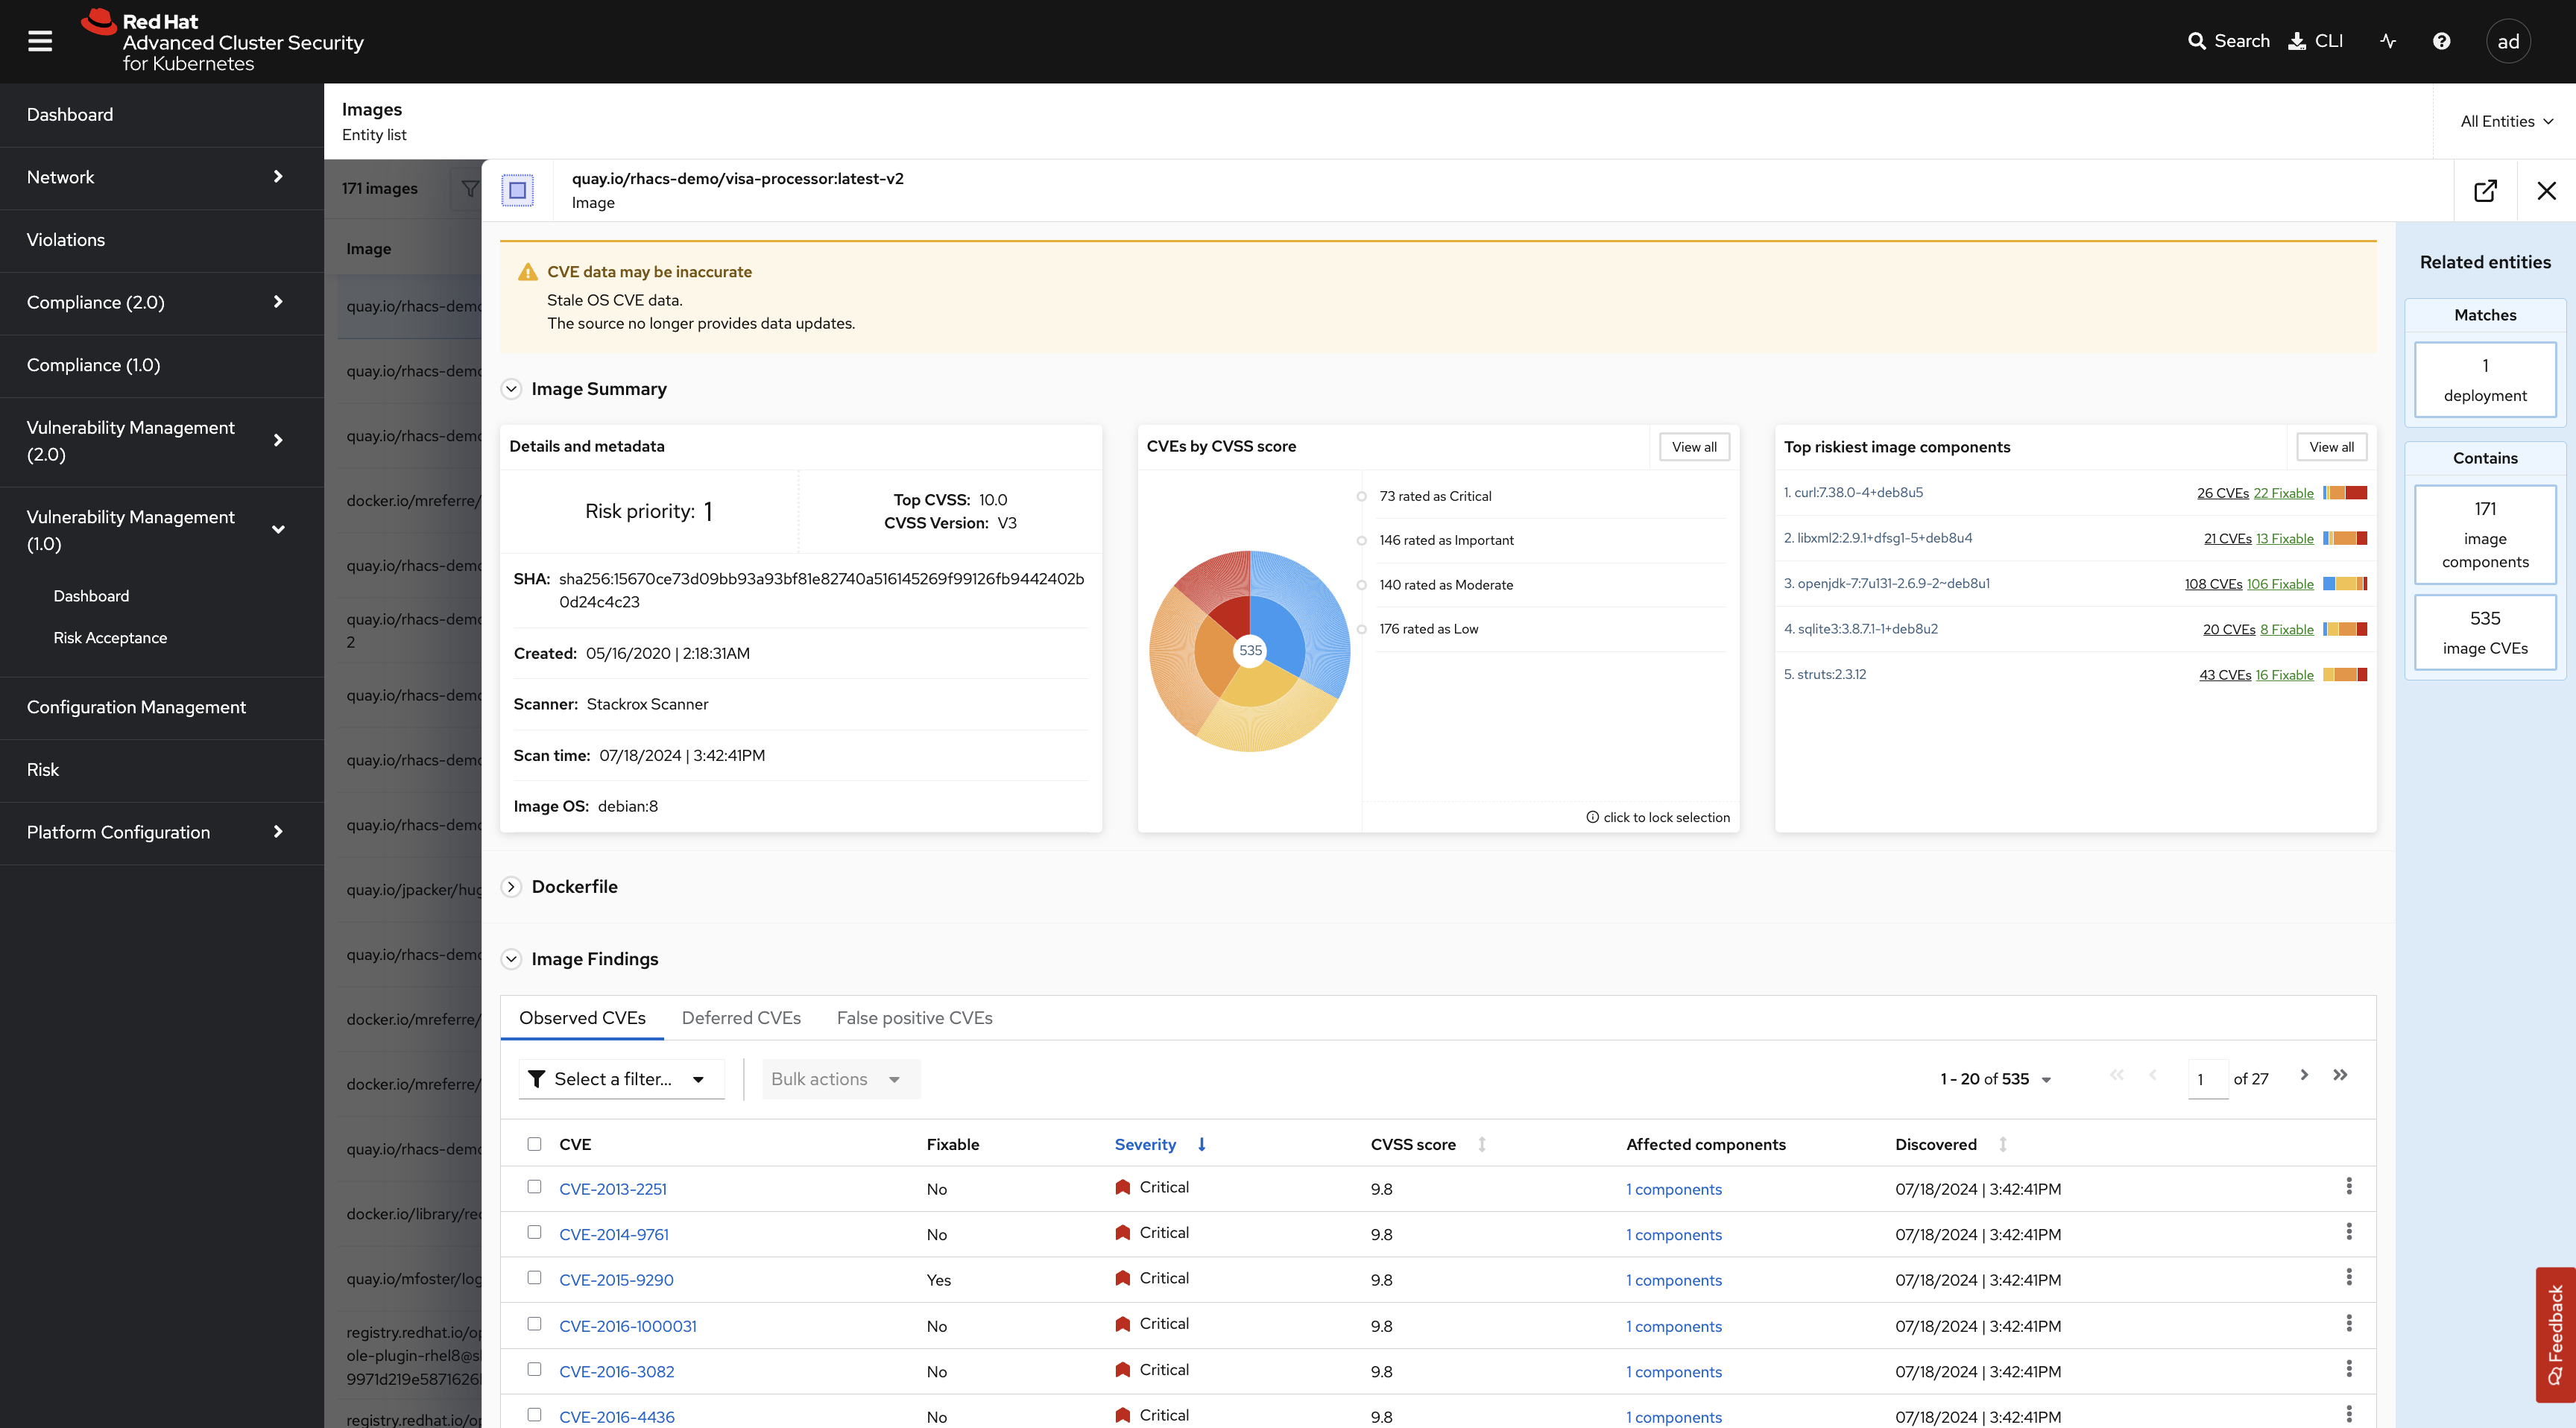 Red Hat
Advanced Cluster Security
for Kubernetes
Search
CLI
ad
Dashboard
Network
Violations
Compliance (2.0)
Compliance (1.0)
Vulnerability Management
(2.0)
Vulnerability Management
(1.0)
Dashboard
Risk Acceptance
Configuration Management
Risk
Platform Configuration
Images
Entity list
All Entities
171 images
Image
quay.io/rhacs-demo
quay.io/rhacs-demo
quay.io/rhacs-demo
docker.io/mreferre/
quay.io/rhacs-demo
quay.io/rhacs-demo
2
quay.io/rhacs-demo
quay.io/rhacs-demo
quay.io/rhacs-demo
quay.io/jpacker/hug
quay.io/rhacs-demo
docker.io/mreferre/
docker.io/mreferre/
quay.io/rhacs-demo
docker.io/library/red
quay.io/mfoster/log
registry.redhat.io/op
ole-plugin-rhel8@s
9971d219e5871626
registry.redhat.io/op
quay.io/rhacs-demo/visa-processor:latest-v2
Image
CVE data may be inaccurate
Stale OS CVE data.
The source no longer provides data updates.
Image Summary
Details and metadata
Risk priority: 1
Top CVSS: 10.0
CVSS Version: V3
SHA: sha256:15670ce73d09bb93a93bf81e82740a516145269f99126fb9442402b
0d24c4c23
Created: 05/16/2020 | 2:18:31AM
Scanner: Stackrox Scanner
Scan time: 07/18/2024 | 3:42:41PM
Image OS: debian:8
CVEs by CVSS score
View all
535
73 rated as Critical
146 rated as Important
140 rated as Moderate
176 rated as Low
click to lock selection
Top riskiest image components
View all
1. curl:7.38.0-4+deb8u5 26 CVEs 22 Fixable
2. libxml2:2.9.1+dfsg1-5+deb8u4 21 CVEs 13 Fixable
3. openjdk-7:7u131-2.6.9-2~deb8u1 108 CVEs 106 Fixable
4. sqlite3:3.8.7.1-1+deb8u2 20 CVEs 8 Fixable
5. struts:2.3.12 43 CVEs 16 Fixable
Dockerfile
Image Findings
Observed CVEs Deferred CVEs False positive CVEs
Select a filter... Bulk actions 1 - 20 of 535 1 of 27
CVE Fixable Severity CVSS score Affected components Discovered
CVE-2013-2251 No Critical 9.8 1 components 07/18/2024 | 3:42:41PM
CVE-2014-9761 No Critical 9.8 1 components 07/18/2024 | 3:42:41PM
CVE-2015-9290 Yes Critical 9.8 1 components 07/18/2024 | 3:42:41PM
CVE-2016-1000031 No Critical 9.8 1 components 07/18/2024 | 3:42:41PM
CVE-2016-3082 No Critical 9.8 1 components 07/18/2024 | 3:42:41PM
CVE-2016-4436 No Critical 9.8 1 components 07/18/2024 | 3:42:41PM
Related entities
Matches
1
deployment
Contains
171
image
components
535
image CVEs
Feedback